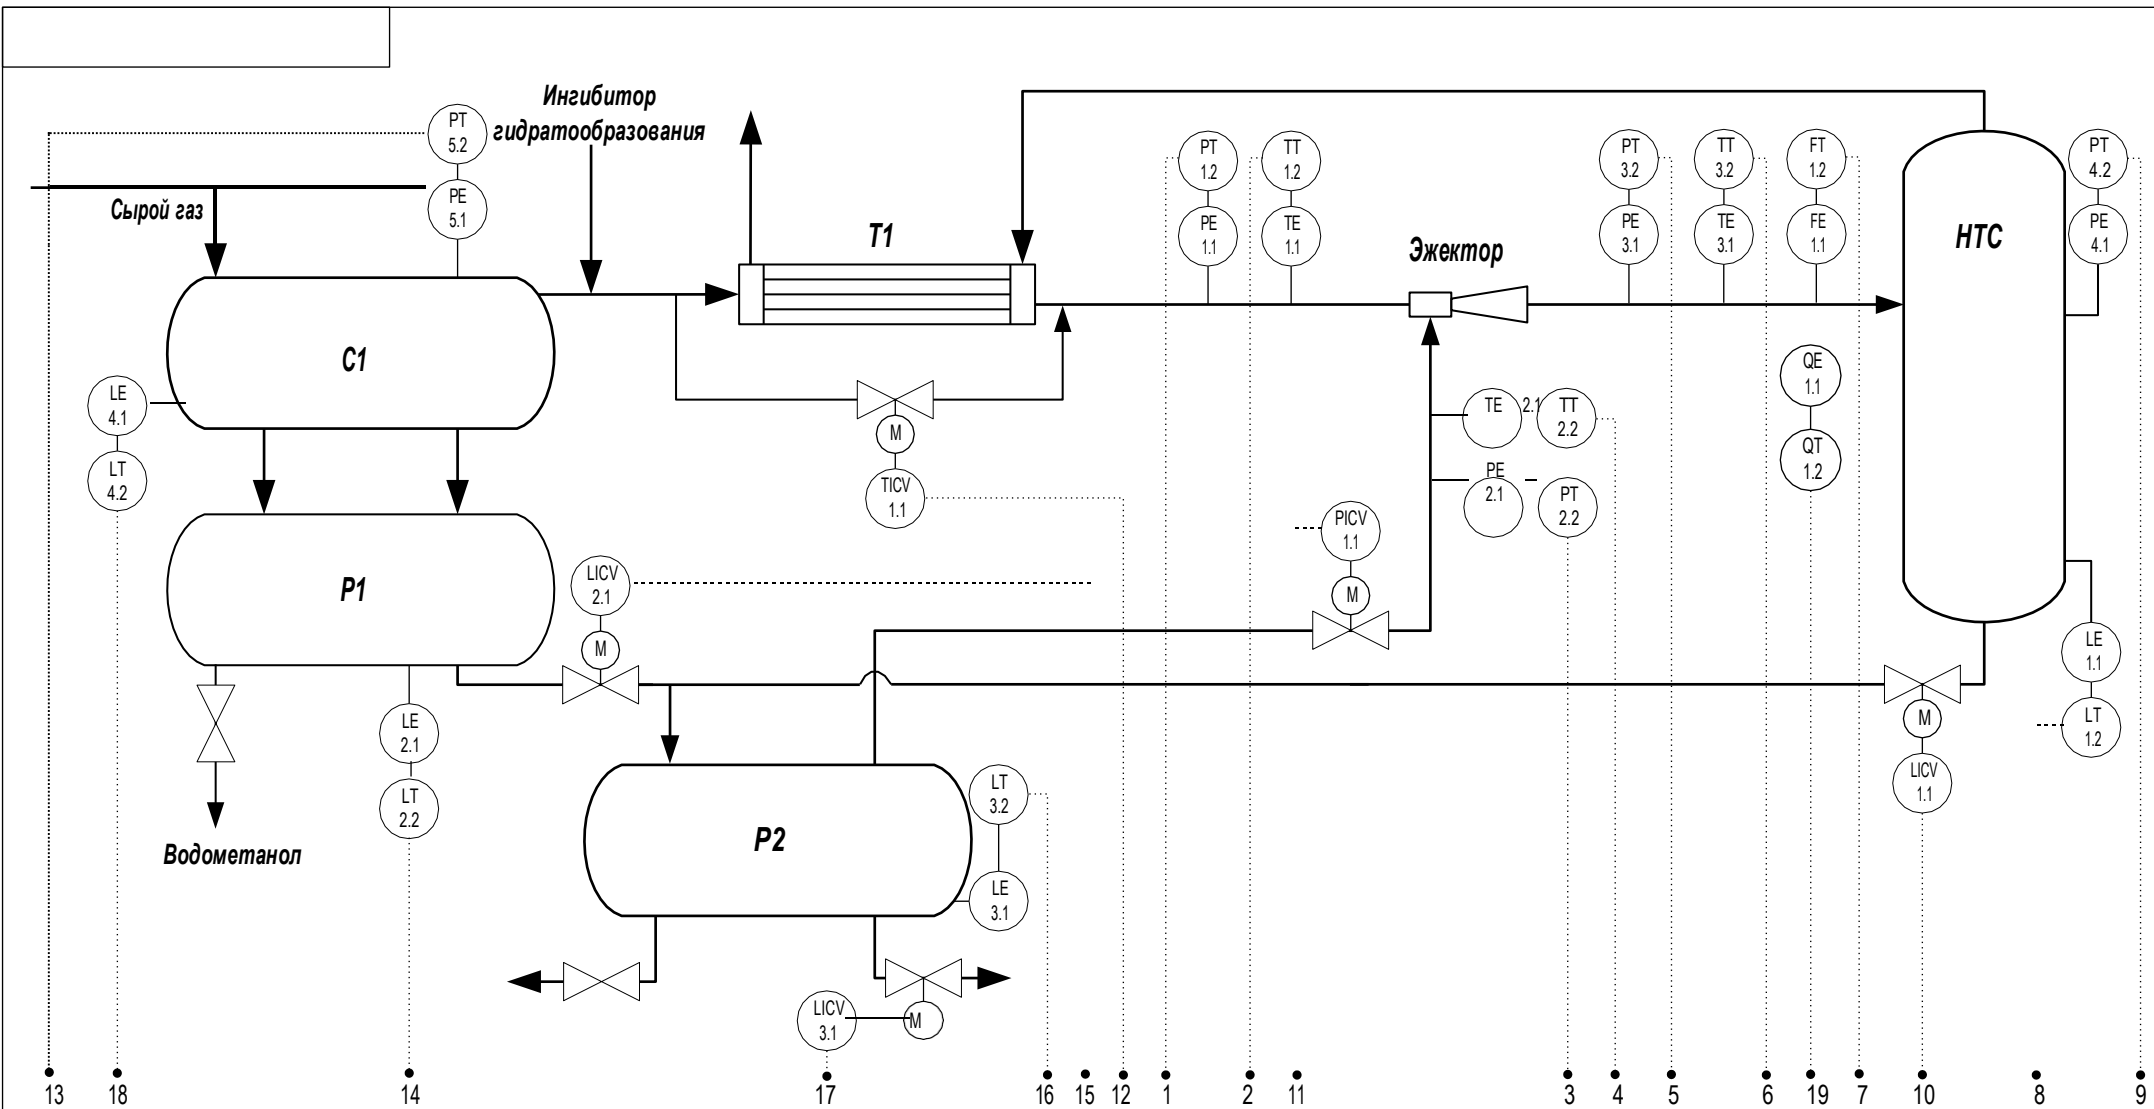 Ингибитор
гидратообразования
PT
5.2
PE
5.1
Сырой газ
T1
PT
1.2
PE
1.1
TT
1.2
TE
1.1
Эжектор
PT
3.2
PE
3.1
TT
3.2
TE
3.1
FT
1.2
FE
1.1
НТС
PT
4.2
PE
4.1
C1
LE
4.1
LT
4.2
M
TICV
1.1
TE 2.1
TT
2.2
PE
2.1
PT
2.2
QE
1.1
QT
1.2
PICV
1.1
M
P1
LICV
2.1
M
LE
2.1
LT
2.2
Водометанол
P2
LT
3.2
LE
3.1
LICV
3.1
M
LE
1.1
LT
1.2
M
LICV
1.1
13 18 14 17 16 15 12 1 2 11 3 4 5 6 19 7 10 8 9